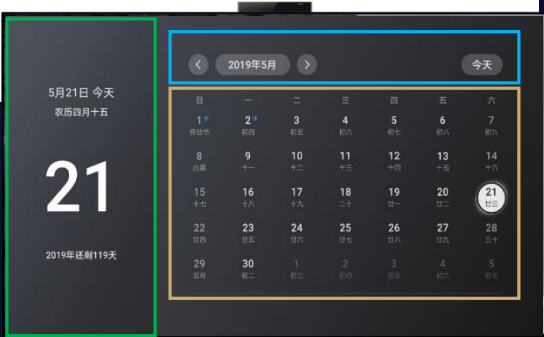 5月21日 今天
农历四月十五
21
2019年还剩119天
< 2019年5月 > 今天
日 一 二 三 四 五 六
1 2 3 4 5 6 7
劳动节 初四 初五 初六 初七 初八 初九
8 9 10 11 12 13 14
白露 十一 十二 十三 十四 十五 十六
15 16 17 18 19 20 21
十七 十八 十九 二十 廿一 廿二 廿三
22 23 24 25 26 27 28
廿四 廿五 廿六 廿七 廿八 廿九 三十
29 30 1 2 3 4 5
五月 初二 初三 初四 初五 初六 初七